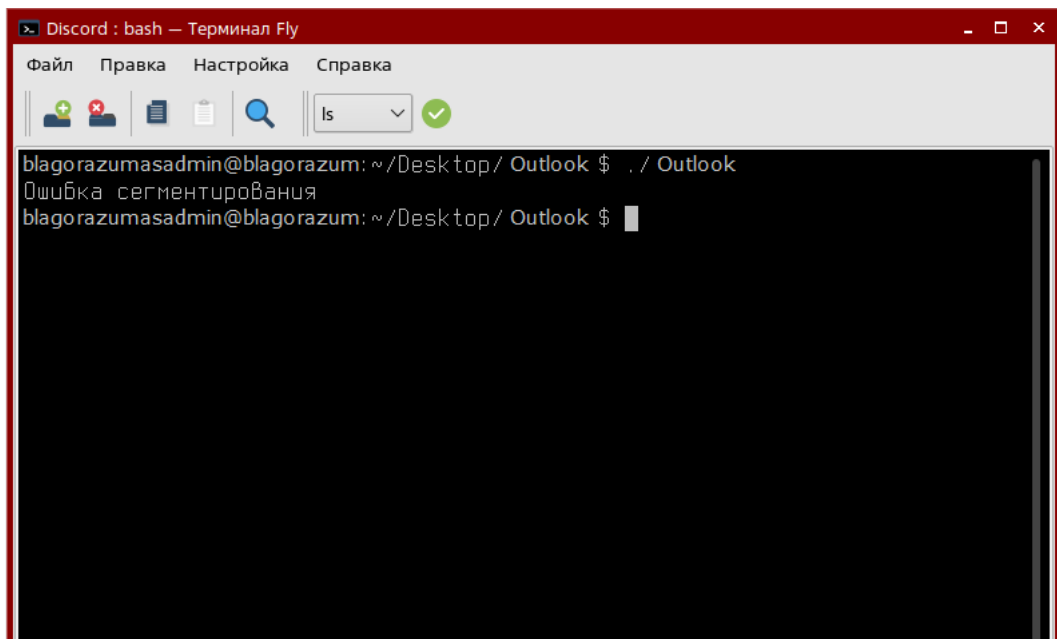 Discord : bash — Терминал Fly
Файл Правка Настройка Справка
ls
blagorazumasadmin@blagorazum:~/Desktop/ Outlook $ ./ Outlook
Ошибка сегментирования
blagorazumasadmin@blagorazum:~/Desktop/ Outlook $